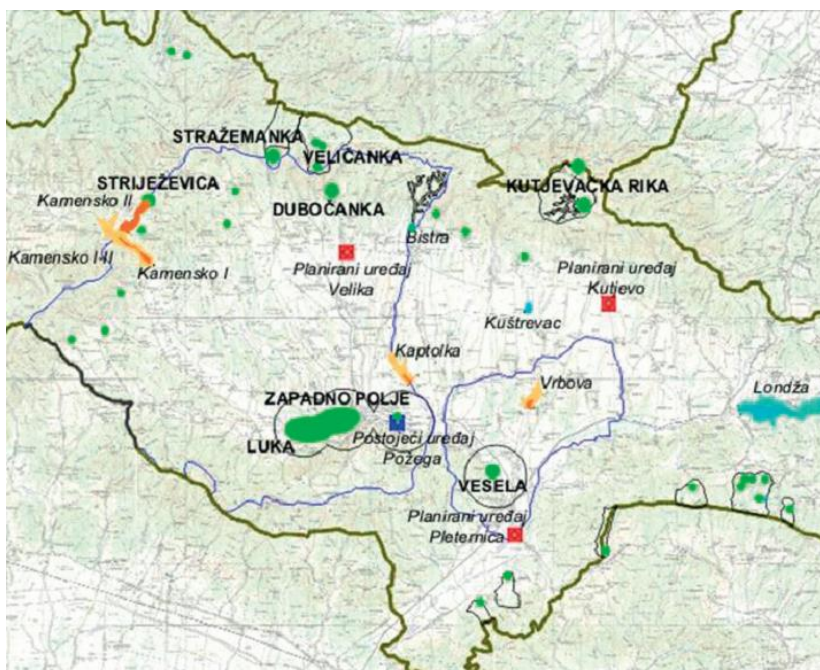 STRAŽEMANKA
VELIČANKA
STRIJEŽEVICA
KUTJEVAČKA RIKA
Kamensko II
DUBOČANKA
Bistra
Kamensko I-II
Kamensko I
Planirani uređaj
Velika
Planirani uređaj
Kutjevo
Kuštrevac
Kaptolka
Vrbova
Londža
ZAPADNO POLJE
LUKA
Postojeći uređaj
Požega
VESELA
Planirani uređaj
Pleternica